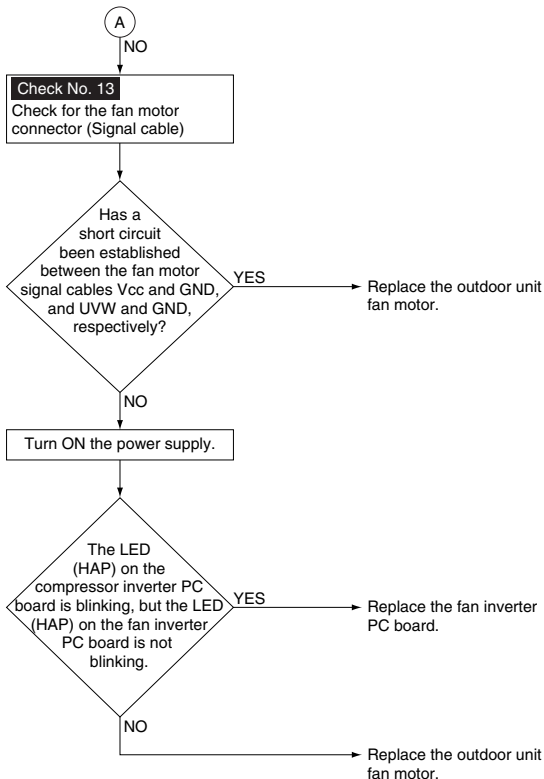 A
NO
Check No. 13
Check for the fan motor
connector (Signal cable)
Has a
short circuit
been established
between the fan motor
signal cables Vcc and GND,
and UVW and GND,
respectively?
YES
Replace the outdoor unit
fan motor.
NO
Turn ON the power supply.
The LED
(HAP) on the
compressor inverter PC
board is blinking, but the LED
(HAP) on the fan inverter
PC board is not
blinking.
YES
Replace the fan inverter
PC board.
NO
Replace the outdoor unit
fan motor.